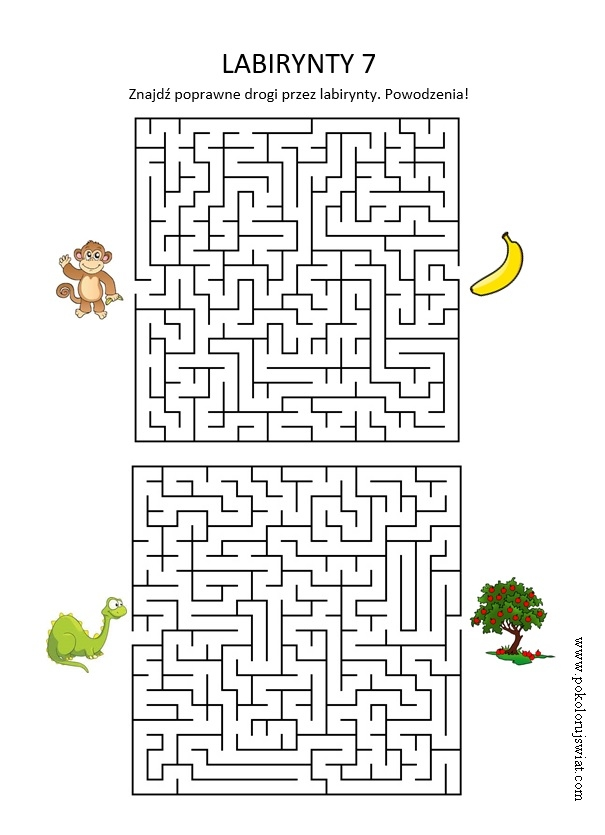 LABIRYNTY 7
Znajdź poprawne drogi przez labirynty. Powodzenia!
www.pokolorujswiat.com